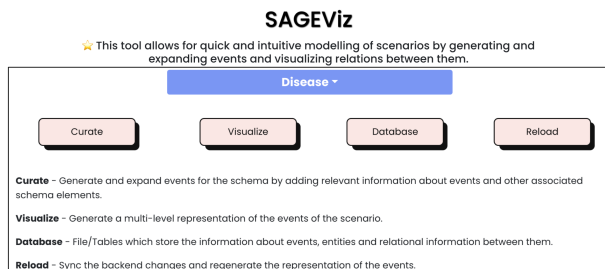 SAGEViz
⭐ This tool allows for quick and intuitive modelling of scenarios by generating and
expanding events and visualizing relations between them.
Disease
Curate Visualize Database Reload
Curate - Generate and expand events for the schema by adding relevant information about events and other associated
schema elements.
Visualize - Generate a multi-level representation of the events of the scenario.
Database - File/Tables which store the information about events, entities and relational information between them.
Reload - Sync the backend changes and regenerate the representation of the events.